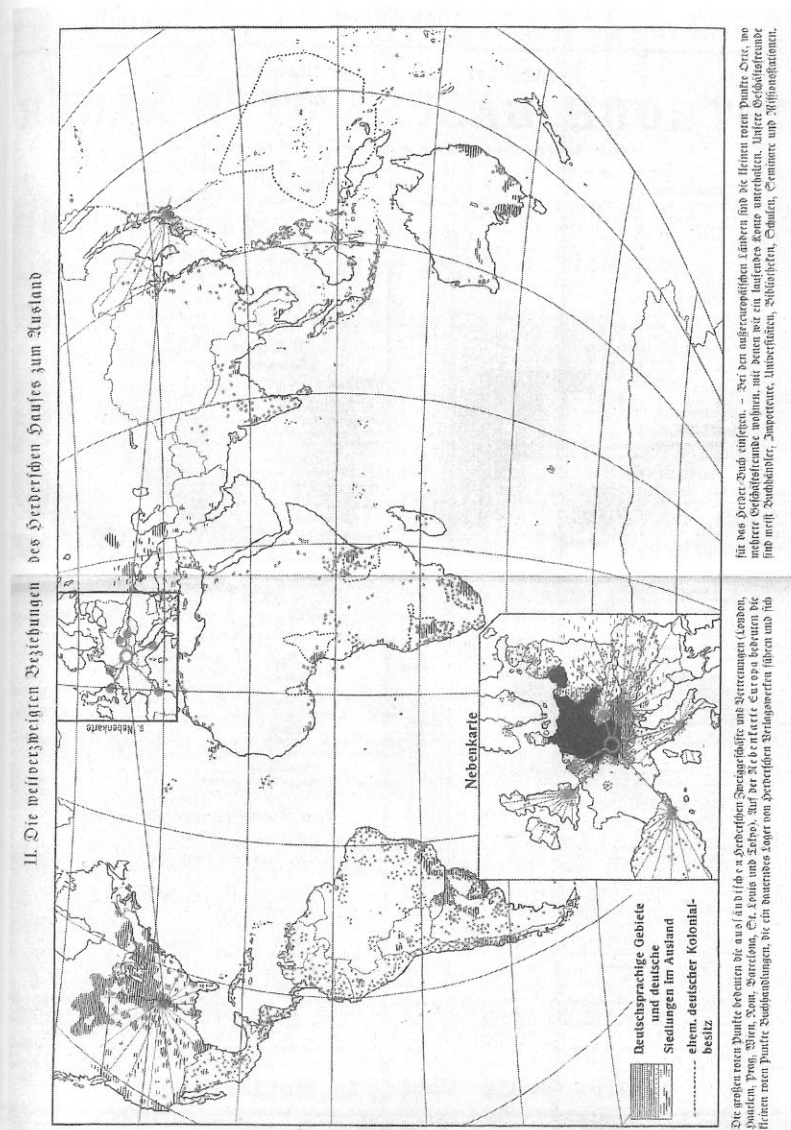 II. Die weitverzweigten Beziehungen des Herderschen Hauses zum Ausland
s. Nebenkarte
Nebenkarte
Deutschsprachige Gebiete
und deutsche
Siedlungen im Ausland
ehem. deutscher Kolonial-
besitz
Die großen roten Punkte bedeuten die ausländischen Herderschen Zweiggeschäfte und Vertretungen (London,
Haarlem, Prag, Wien, Rom, Barcelona, St. Louis und Tokyo). Auf der Nebenkarte Europa bedeuten die
kleinen roten Punkte Buchhandlungen, die ein dauerndes Lager von Herderschen Verlagswerken führen und sich
für das Herder-Buch einsetzen. – Bei den außereuropäischen Ländern sind die kleinen roten Punkte Orte, wo
mehrere Geschäftsfreunde wohnen, mit denen wir ein laufendes Konto unterhalten. Unsere Geschäftsfreunde
sind meist Buchhändler, Importeure, Universitäten, Bibliotheken, Schulen, Seminare und Missionsstationen.